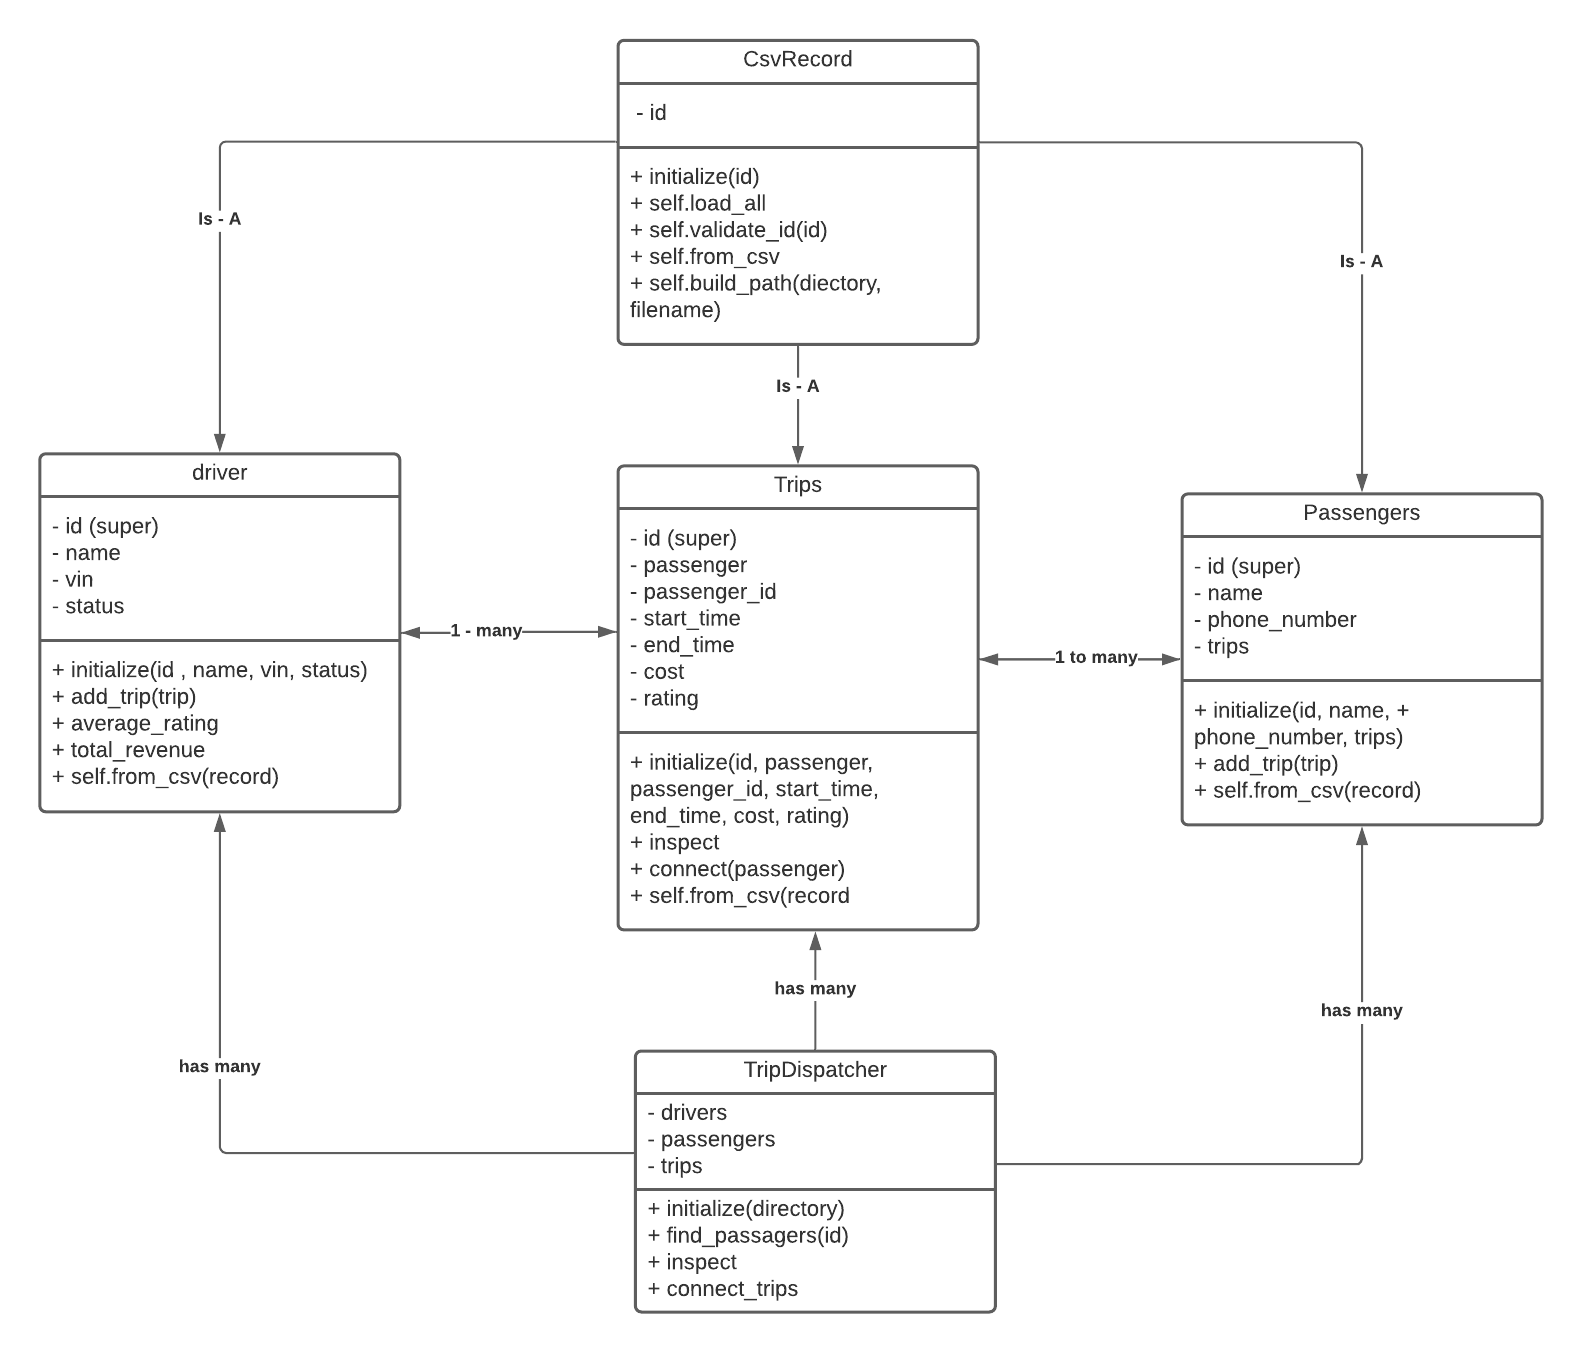 CsvRecord
- id
+ initialize(id)
+ self.load_all
+ self.validate_id(id)
+ self.from_csv
+ self.build_path(diectory,
filename)
Is - A
Is - A
Is - A
driver
- id (super)
- name
- vin
- status
+ initialize(id , name, vin, status)
+ add_trip(trip)
+ average_rating
+ total_revenue
+ self.from_csv(record)
1 - many
Trips
- id (super)
- passenger
- passenger_id
- start_time
- end_time
- cost
- rating
+ initialize(id, passenger,
passenger_id, start_time,
end_time, cost, rating)
+ inspect
+ connect(passenger)
+ self.from_csv(record
1 to many
Passengers
- id (super)
- name
- phone_number
- trips
+ initialize(id, name, +
phone_number, trips)
+ add_trip(trip)
+ self.from_csv(record)
has many
has many
has many
TripDispatcher
- drivers
- passengers
- trips
+ initialize(directory)
+ find_passagers(id)
+ inspect
+ connect_trips